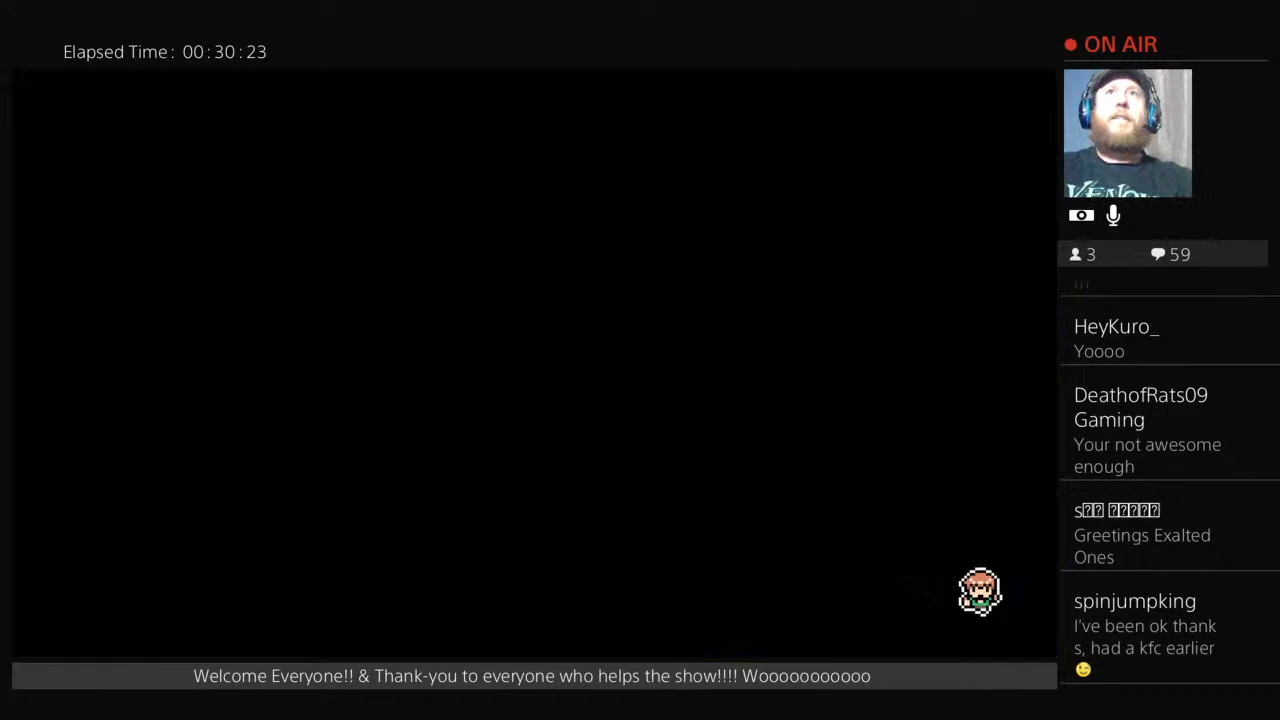 Elapsed Time: 00:30:23
ON AIR
VENOM
3
59
HeyKuro_
Yoooo
DeathofRats09
Gaming
Your not awesome
enough
Greetings Exalted
Ones
spinjumpking
I've been ok thank
s, had a kfc earlier
Welcome Everyone!! & Thank-you to everyone who helps the show!!!! Wooooooooooo